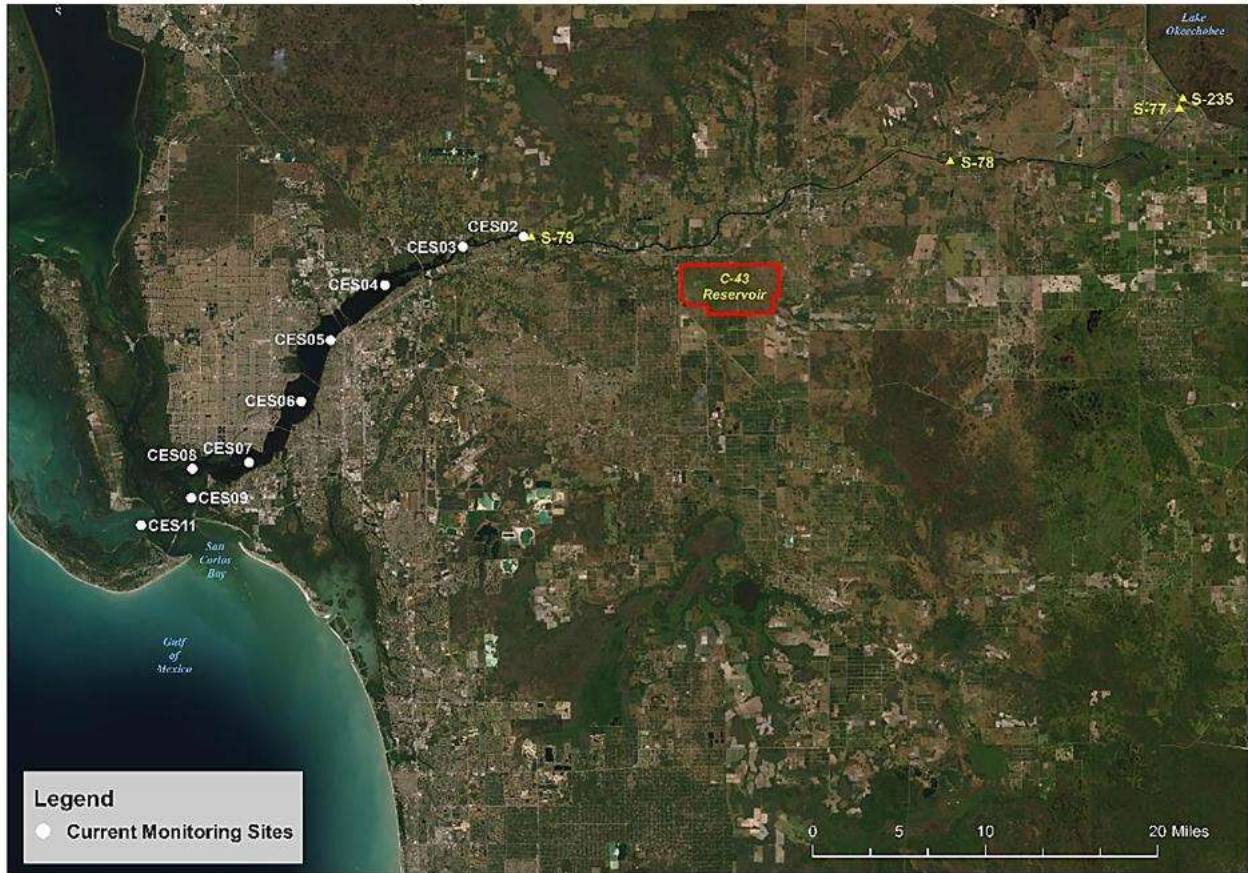 Lake
Okeechobee
S-235
S-77
S-78
CES02
S-79
CES03
C-43
Reservoir
CES04
CES05
CES06
CES07
CES08
CES09
CES11
San
Carlos
Bay
Gulf
of
Mexico
Legend
Current Monitoring Sites
0 5 10 20 Miles